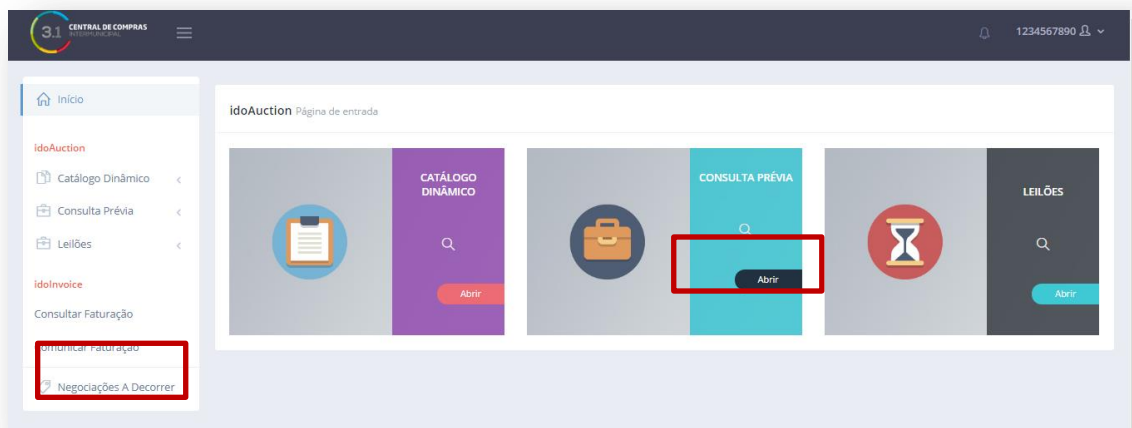 3.1 CENTRAL DE COMPRAS
INTERMUNICIPAL
1234567890
Início
idoAuction
Catálogo Dinâmico
Consulta Prévia
Leilões
idoInvoice
Consultar Faturação
Comunicar Faturação
Negociações A Decorrer
idoAuction Página de entrada
CATÁLOGO
DINÂMICO
Abrir
CONSULTA PRÉVIA
Abrir
LEILÕES
Abrir